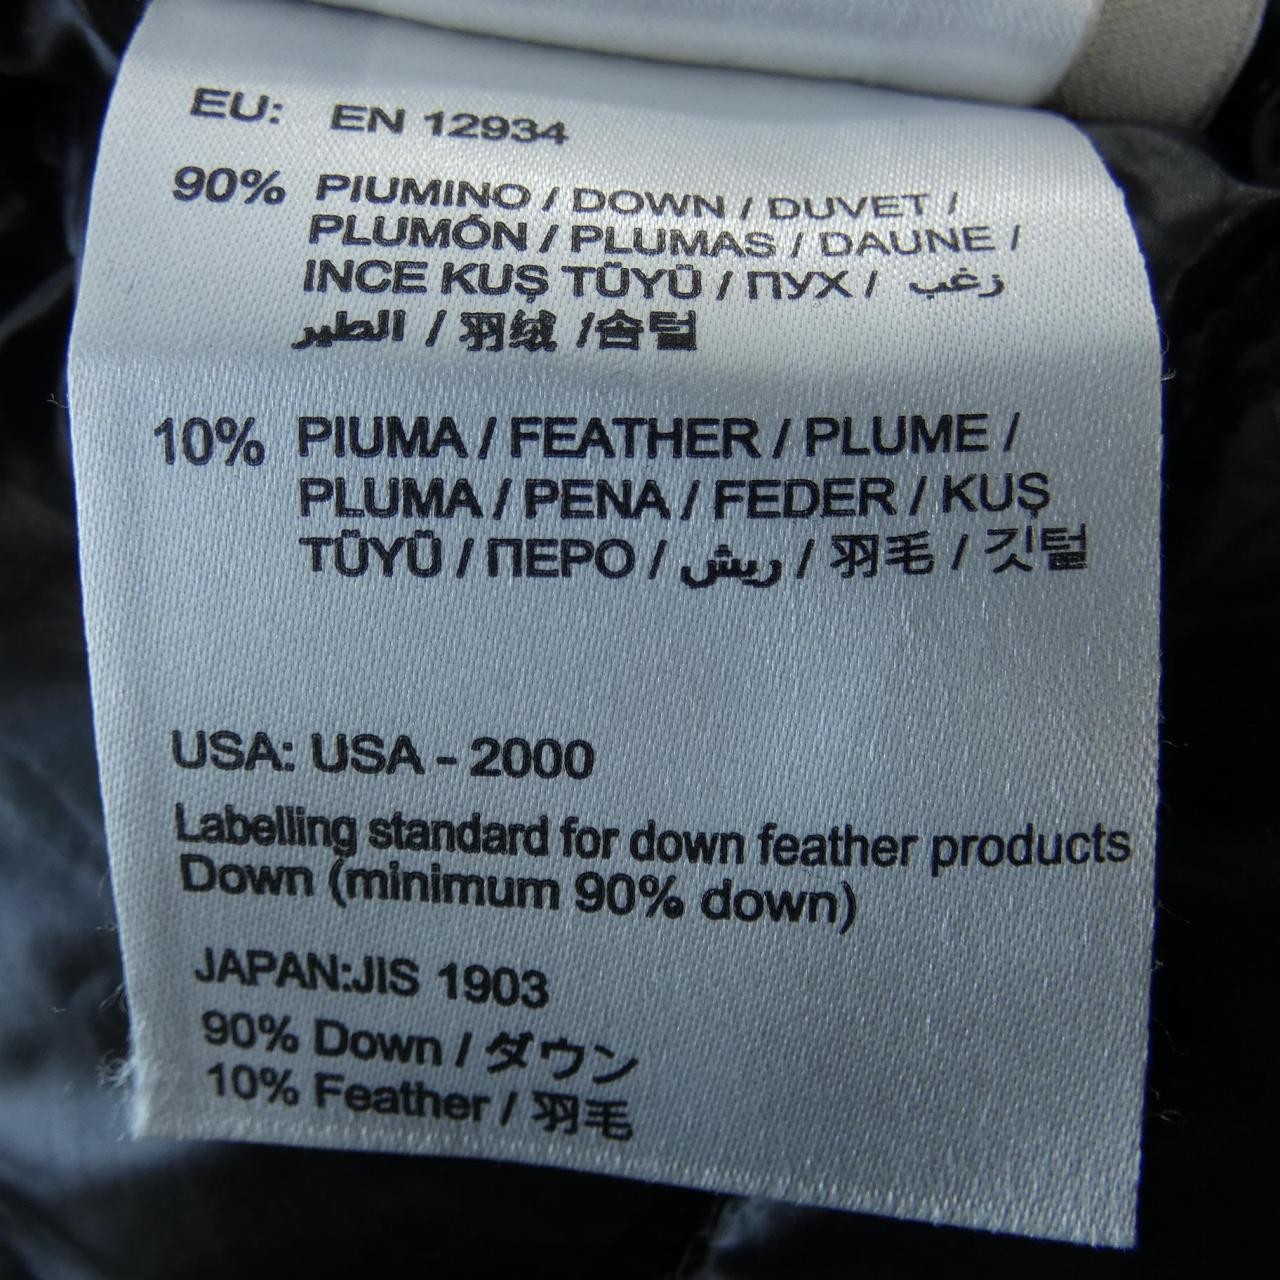 EU: EN 12934
90% PIUMINO / DOWN / DUVET /
PLUMÓN / PLUMAS / DAUNE /
INCE KUŞ TÜYÜ / ПУХ / زغب
الطير / 羽绒 /솜털
10% PIUMA / FEATHER / PLUME /
PLUMA / PENA / FEDER / KUŞ
TÜYÜ / ПЕРО / ريش / 羽毛 / 깃털
USA: USA - 2000
Labelling standard for down feather products
Down (minimum 90% down)
JAPAN:JIS 1903
90% Down / ダウン
10% Feather / 羽毛